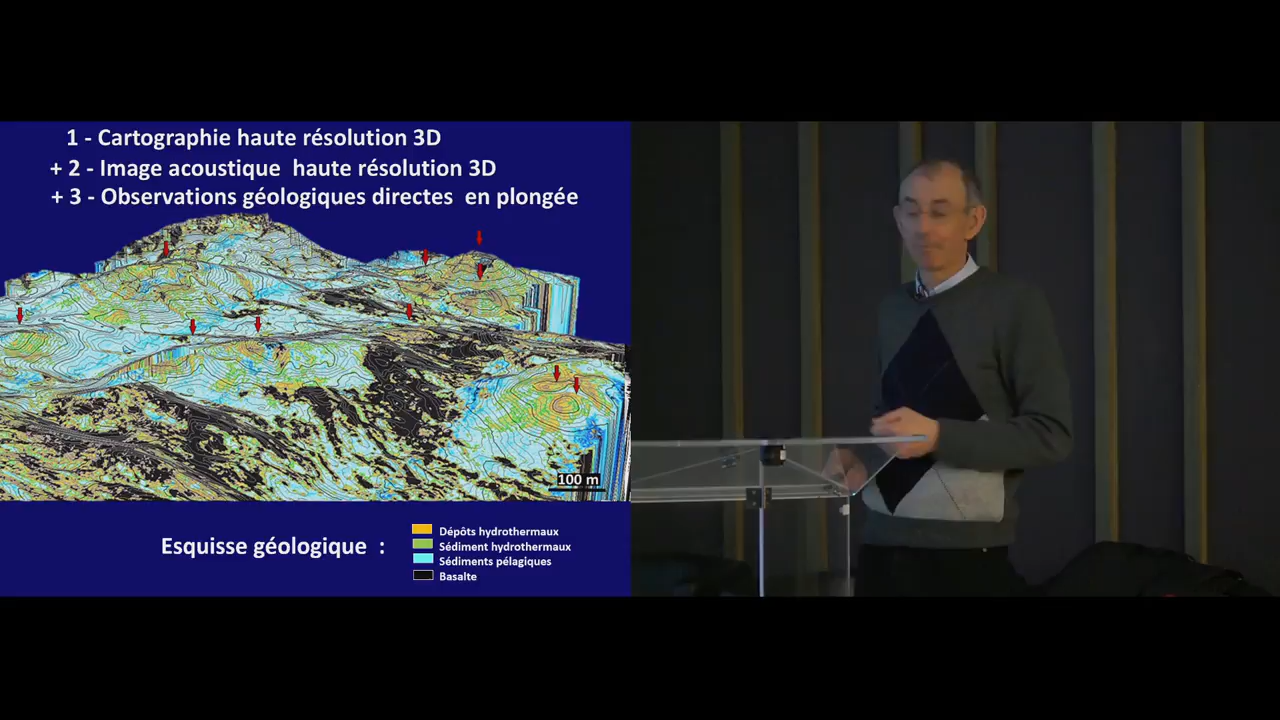 1 - Cartographie haute résolution 3D
+ 2 - Image acoustique haute résolution 3D
+ 3 - Observations géologiques directes en plongée
100 m
Esquisse géologique :
Dépôts hydrothermaux
Sédiment hydrothermaux
Sédiments pélagiques
Basalte